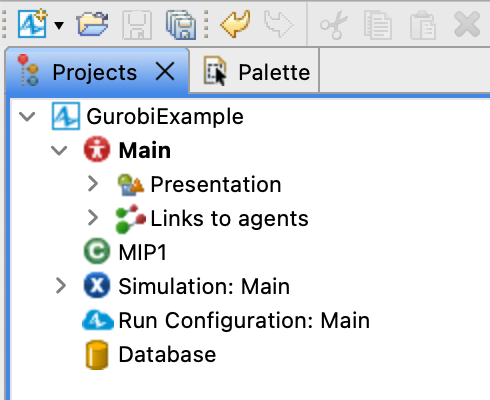 Projects
Palette
GurobiExample
Main
Presentation
Links to agents
MIP1
Simulation: Main
Run Configuration: Main
Database